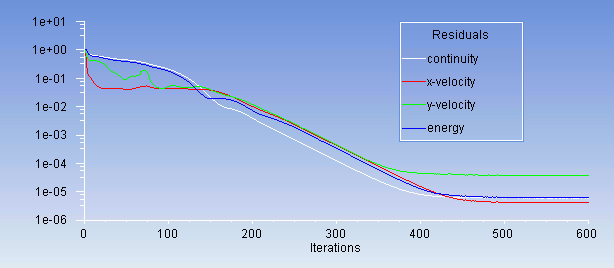 1e+01
1e+00
1e-01
1e-02
1e-03
1e-04
1e-05
1e-06
0 100 200 300 400 500 600
Iterations
Residuals
continuity
x-velocity
y-velocity
energy